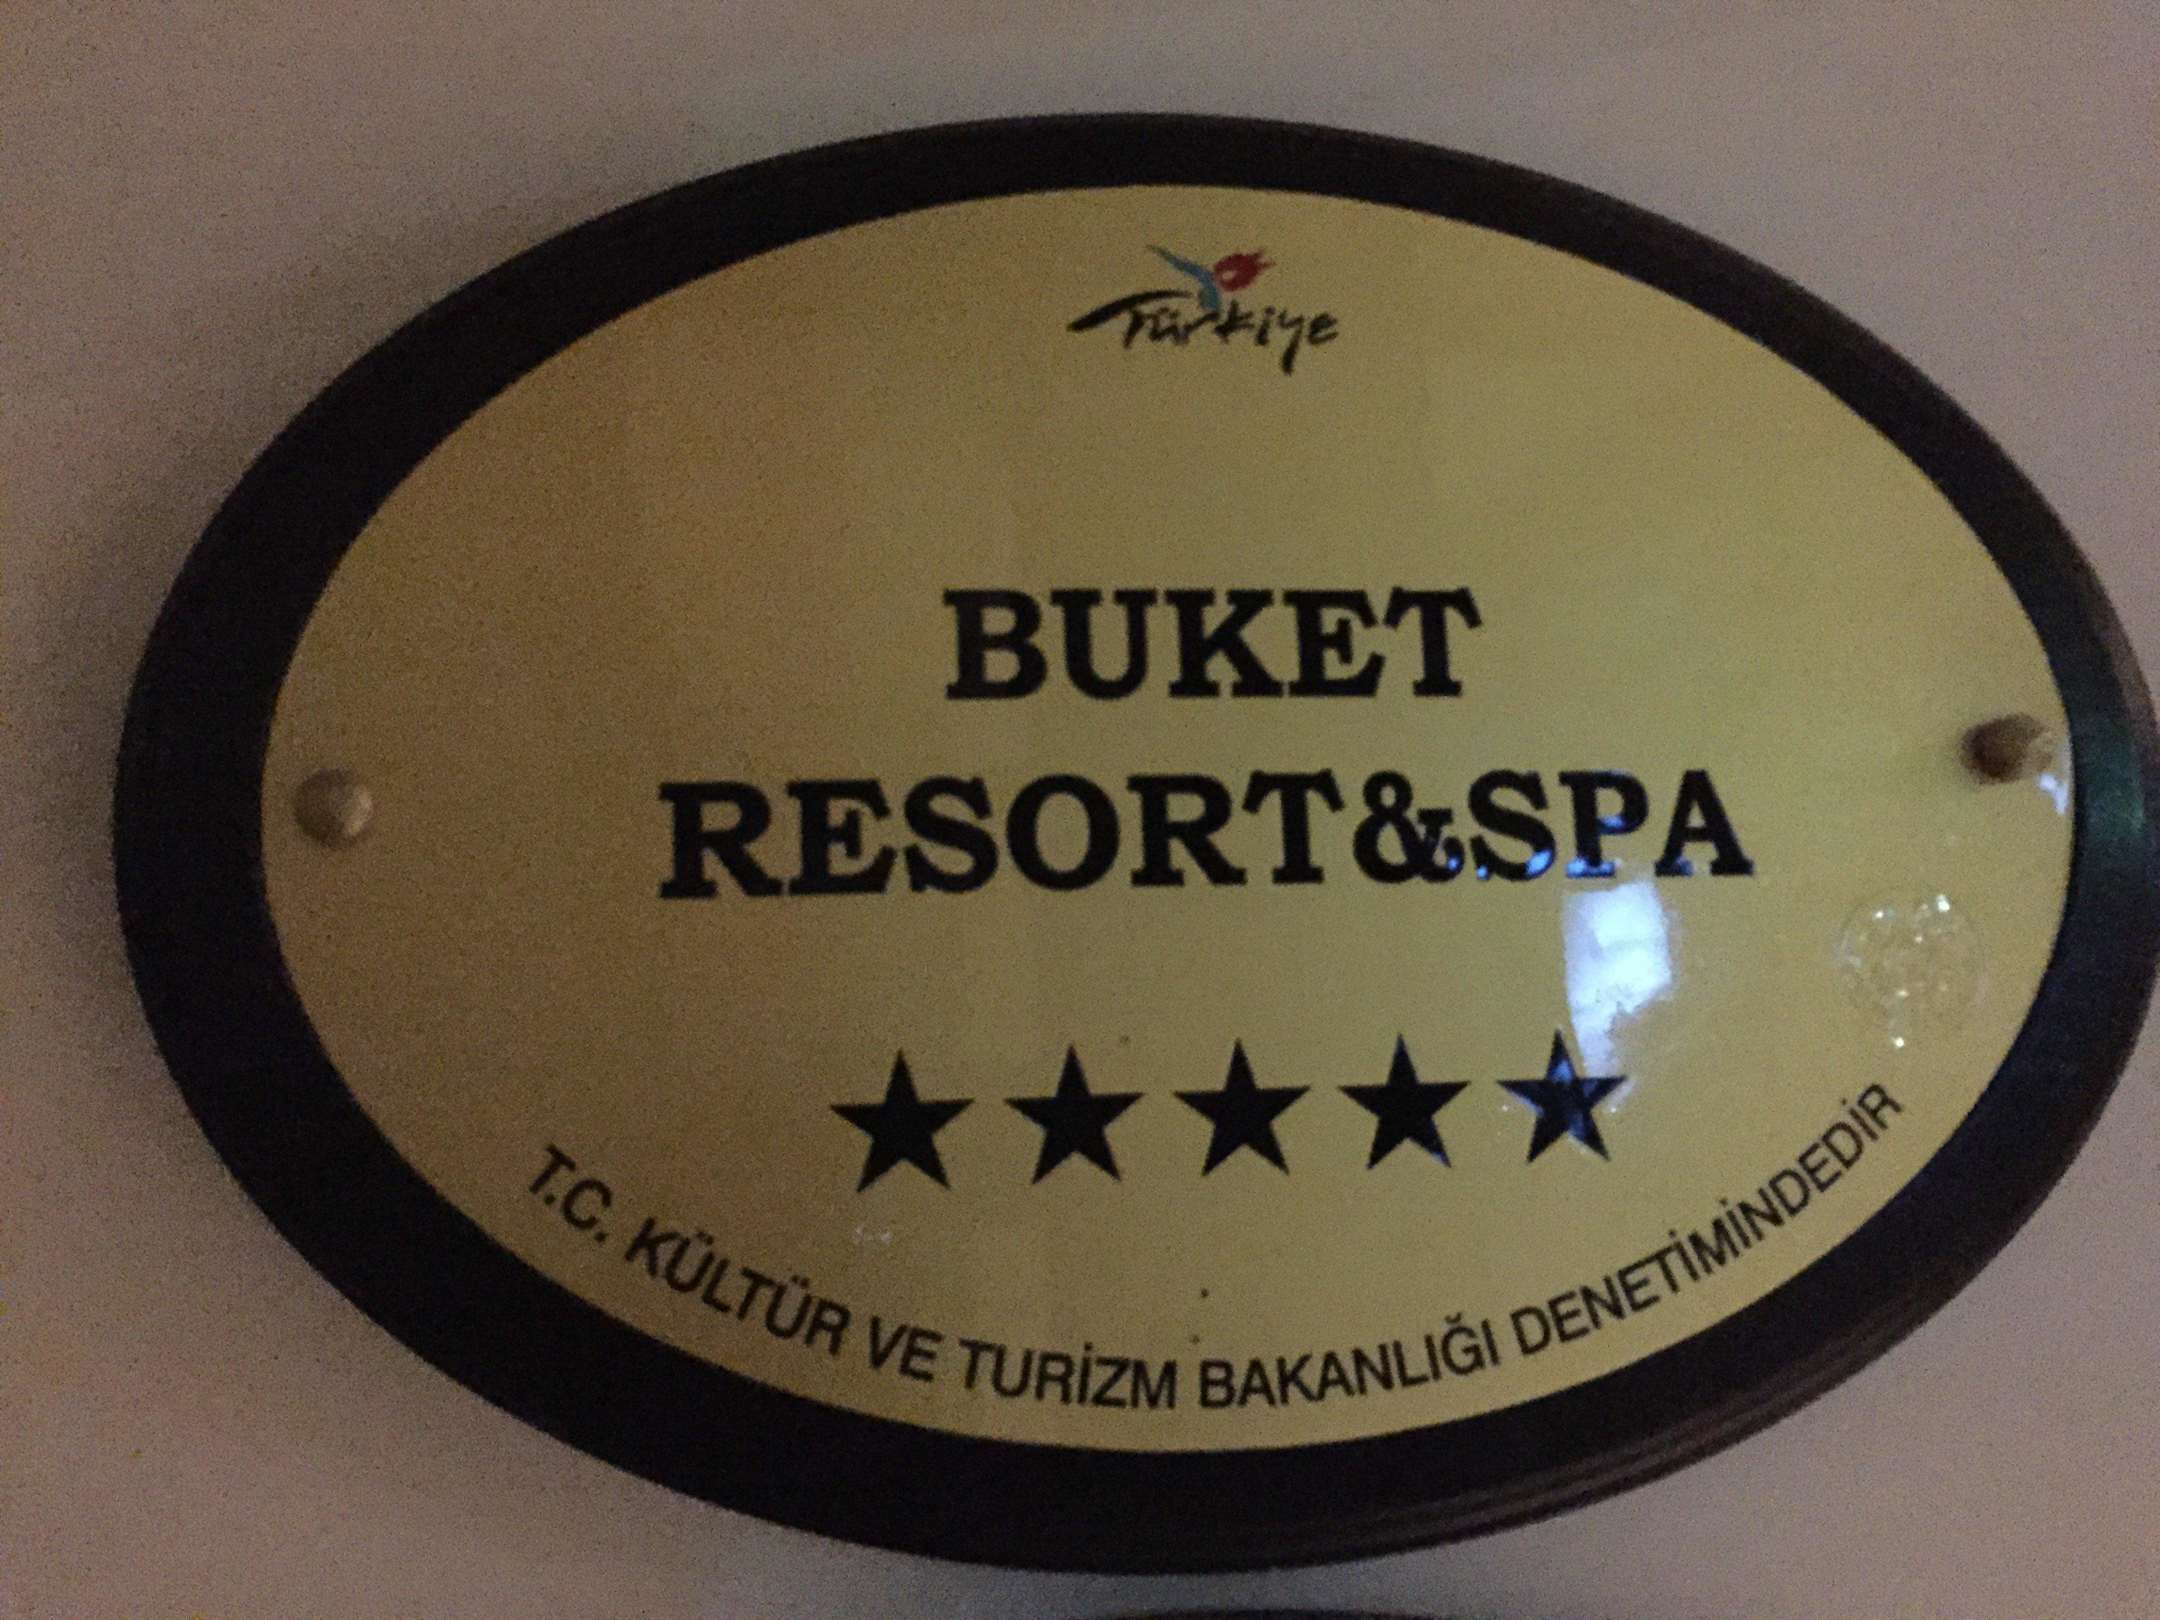 Türkiye
BUKET
RESORT&SPA
T.C. KÜLTÜR VE TURİZM BAKANLIĞI DENETİMİNDEDİR